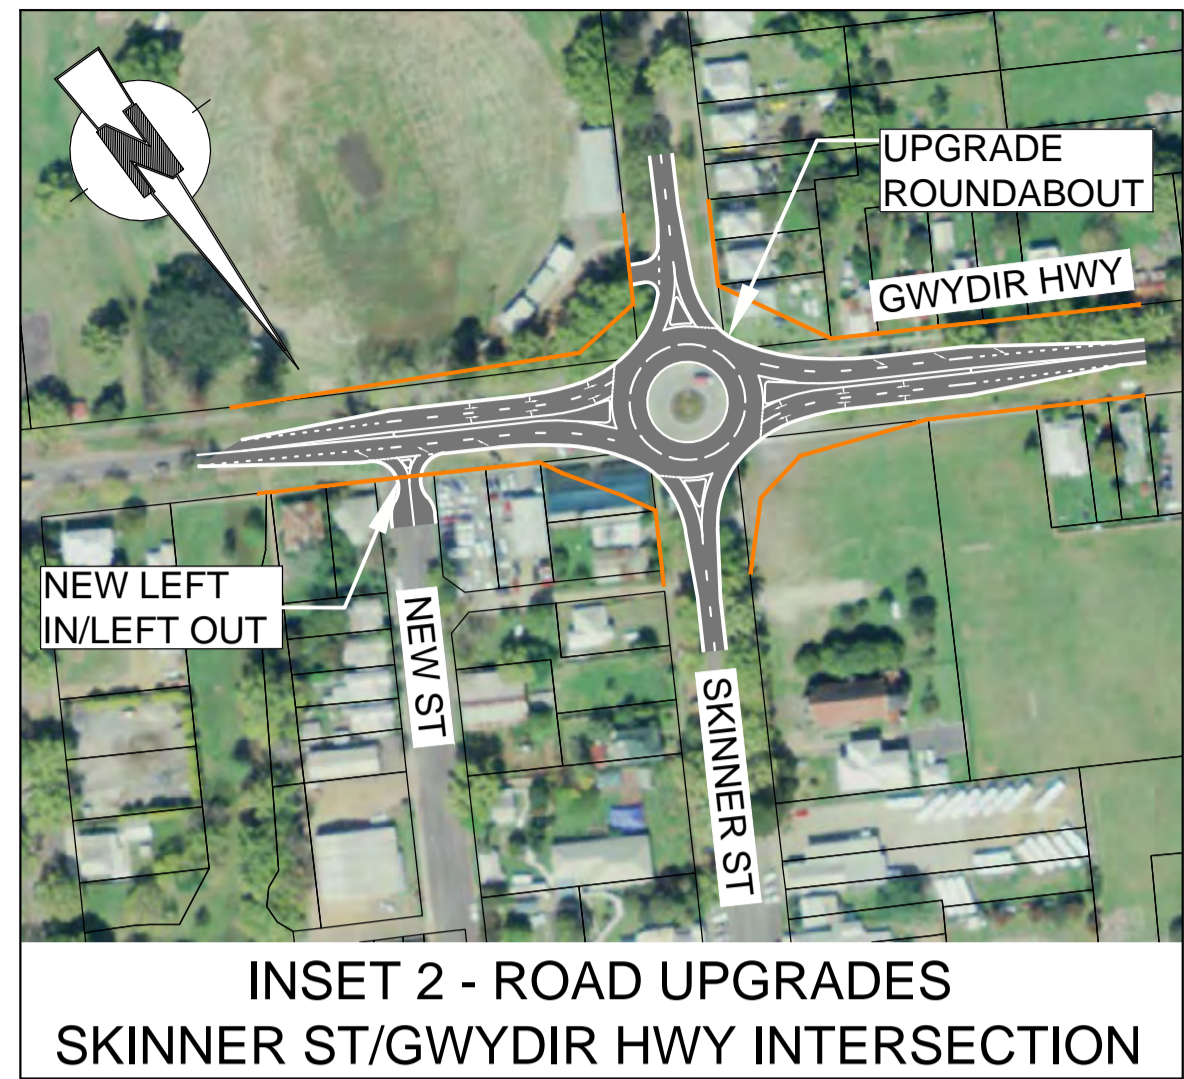 N
UPGRADE
ROUNDABOUT
GWYDIR HWY
NEW LEFT
IN/LEFT OUT
NEW ST
SKINNER ST
INSET 2 - ROAD UPGRADES
SKINNER ST/GWYDIR HWY INTERSECTION